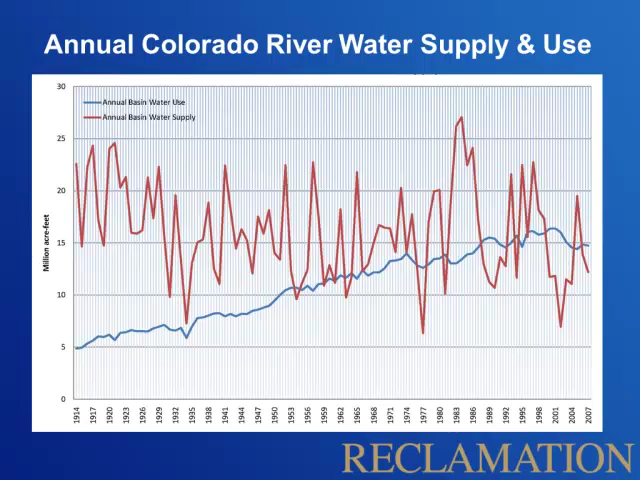 Annual Colorado River Water Supply & Use
30
Annual Basin Water Use
Annual Basin Water Supply
25
20
15
10
5
0
Million acre-feet
1914 1917 1920 1923 1926 1929 1932 1935 1938 1941 1944 1947 1950 1953 1956 1959 1962 1965 1968 1971 1974 1977 1980 1983 1986 1989 1992 1995 1998 2001 2004 2007
RECLAMATION